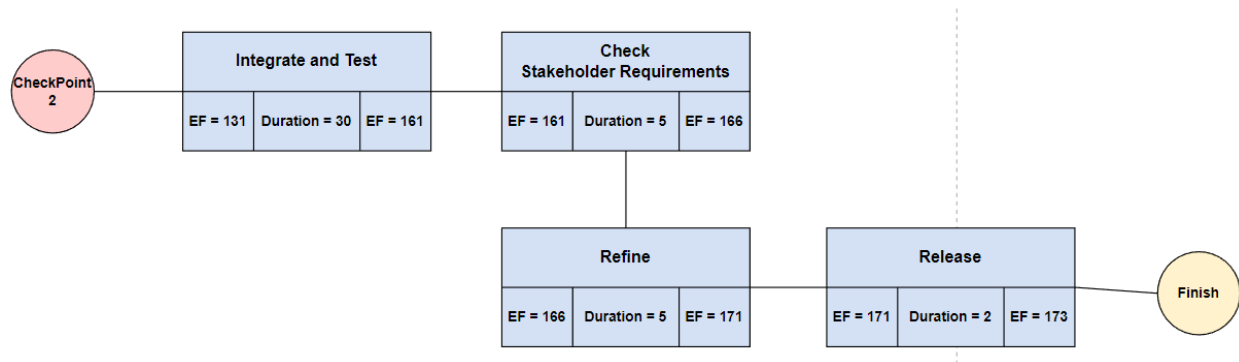 CheckPoint
2
Integrate and Test
EF = 131
Duration = 30
EF = 161
Check
Stakeholder Requirements
EF = 161
Duration = 5
EF = 166
Refine
EF = 166
Duration = 5
EF = 171
Release
EF = 171
Duration = 2
EF = 173
Finish